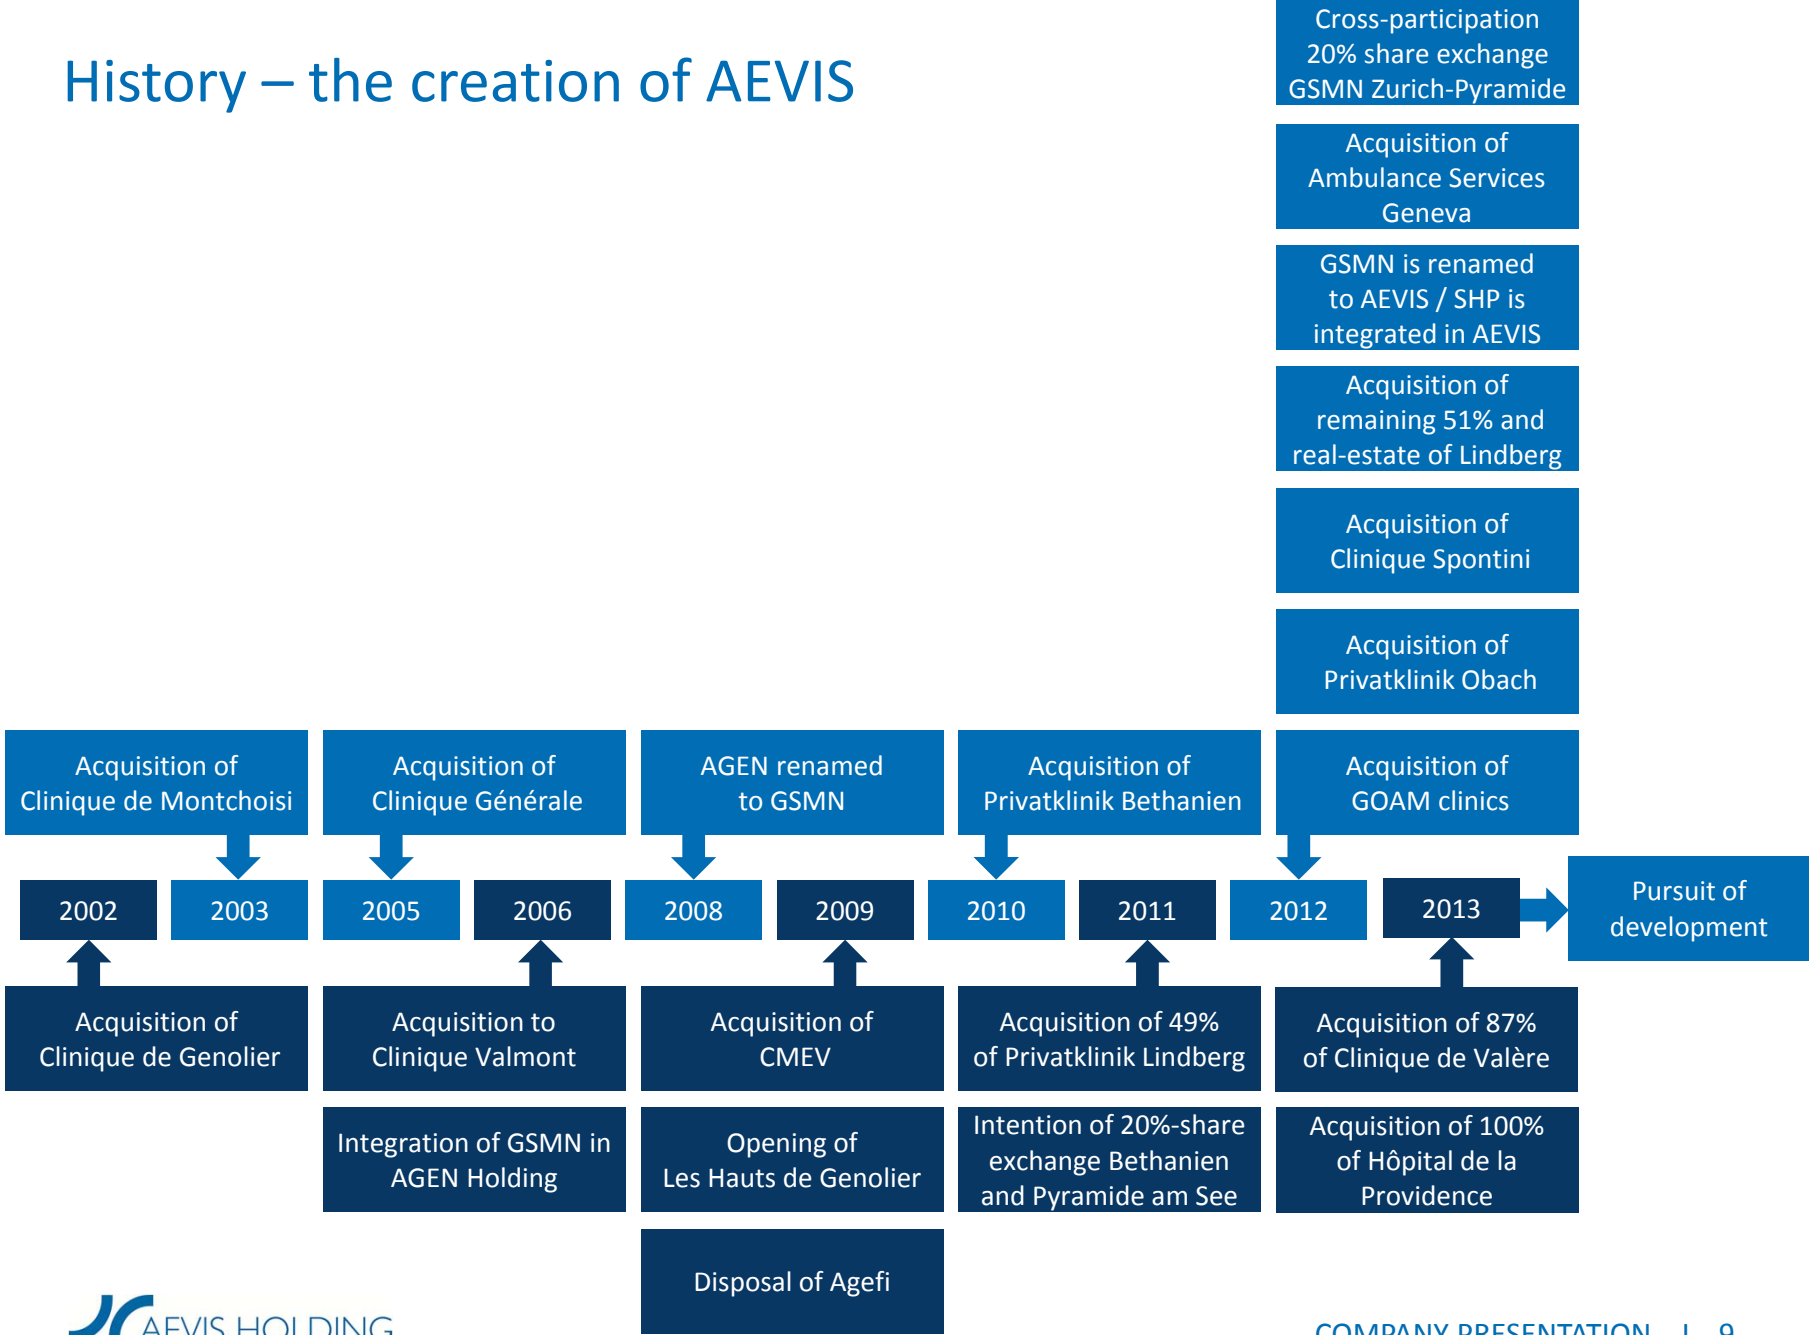 History – the creation of AEVIS
Cross-participation
20% share exchange
GSMN Zurich-Pyramide
Acquisition of
Ambulance Services
Geneva
GSMN is renamed
to AEVIS / SHP is
integrated in AEVIS
Acquisition of
remaining 51% and
real-estate of Lindberg
Acquisition of
Clinique Spontini
Acquisition of
Privatklinik Obach
Acquisition of
Clinique de Montchoisi
Acquisition of
Clinique Générale
AGEN renamed
to GSMN
Acquisition of
Privatklinik Bethanien
Acquisition of
GOAM clinics
2002
2003
2005
2006
2008
2009
2010
2011
2012
2013
Pursuit of
development
Acquisition of
Clinique de Genolier
Acquisition to
Clinique Valmont
Acquisition of
CMEV
Acquisition of 49%
of Privatklinik Lindberg
Acquisition of 87%
of Clinique de Valère
Integration of GSMN in
AGEN Holding
Opening of
Les Hauts de Genolier
Intention of 20%-share
exchange Bethanien
and Pyramide am See
Acquisition of 100%
of Hôpital de la
Providence
Disposal of Agefi
AEVIS HOLDING
COMPANY PRESENTATION I 9